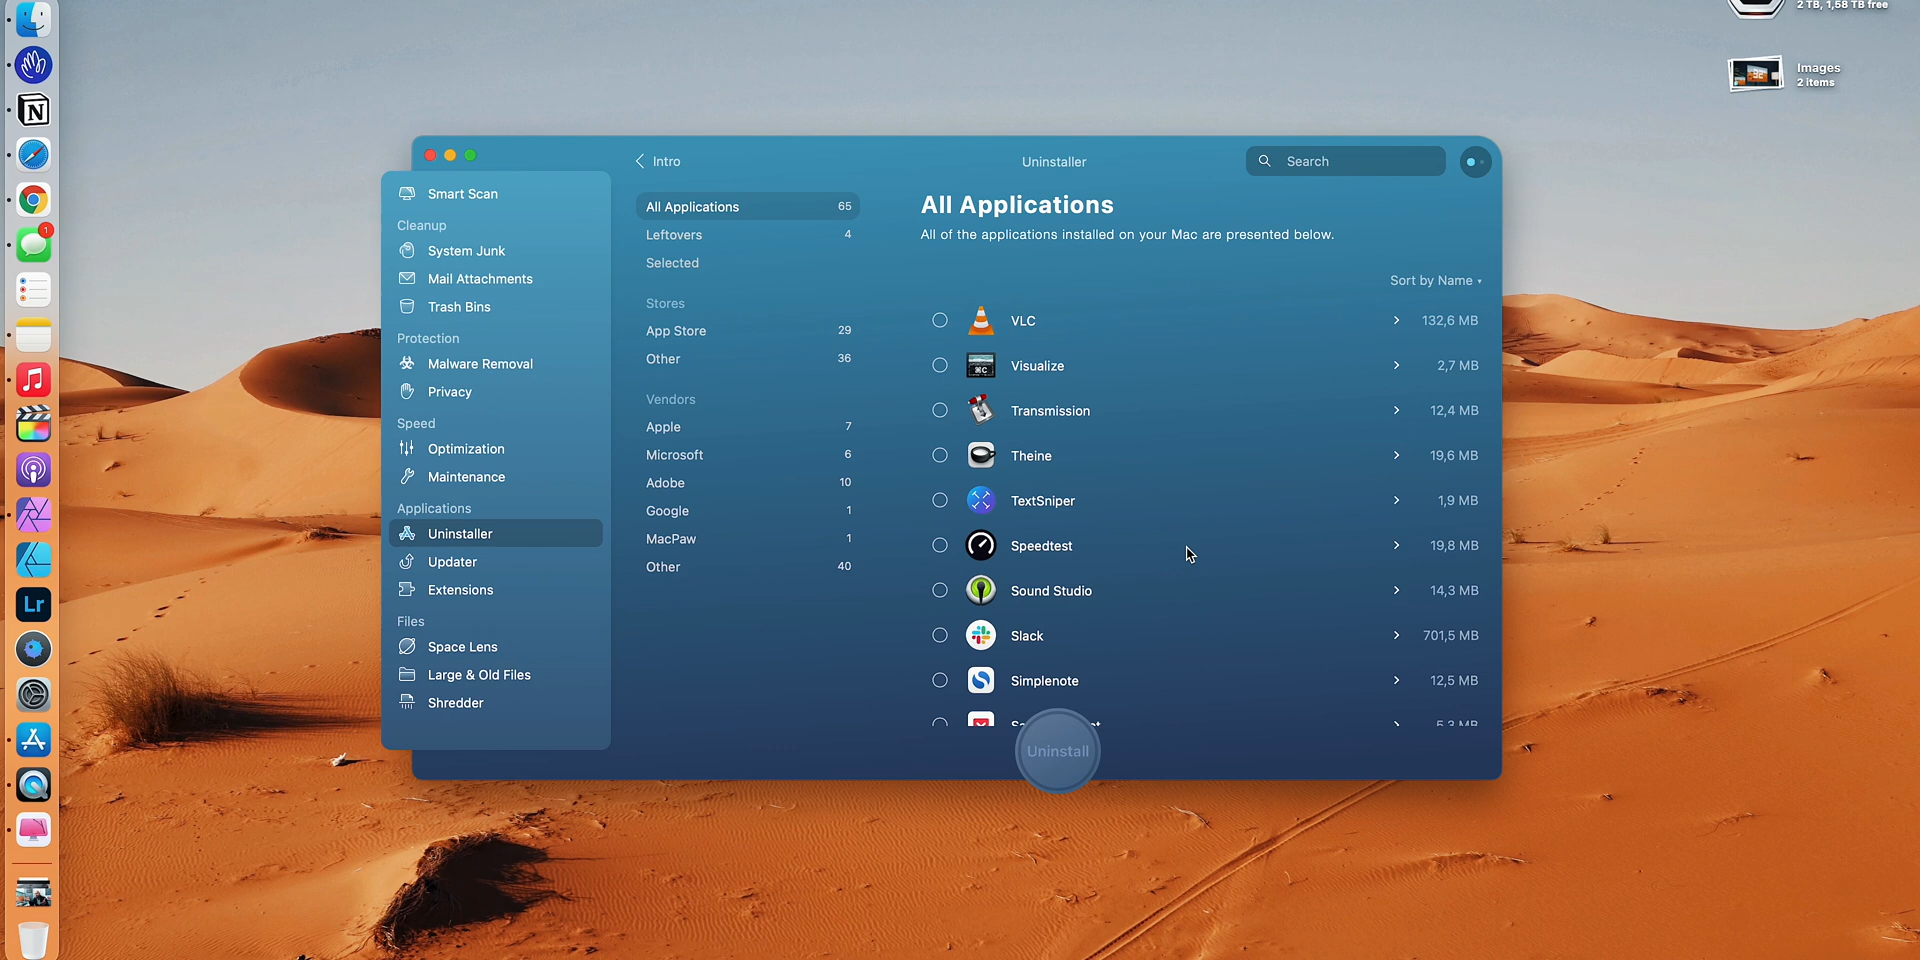 2 TB, 1,58 TB free
Images
2 items
1
Intro
Uninstaller
Search
Smart Scan
Cleanup
System Junk
Mail Attachments
Trash Bins
Protection
Malware Removal
Privacy
Speed
Optimization
Maintenance
Applications
Uninstaller
Updater
Extensions
Files
Space Lens
Large & Old Files
Shredder
All Applications 65
Leftovers 4
Selected
Stores
App Store 29
Other 36
Vendors
Apple 7
Microsoft 6
Adobe 10
Google 1
MacPaw 1
Other 40
All Applications
All of the applications installed on your Mac are presented below.
Sort by Name
VLC 132,6 MB
Visualize 2,7 MB
Transmission 12,4 MB
Theine 19,6 MB
TextSniper 1,9 MB
Speedtest 19,8 MB
Sound Studio 14,3 MB
Slack 701,5 MB
Simplenote 12,5 MB
5,3 MB
Uninstall
N
Lr
⌘C